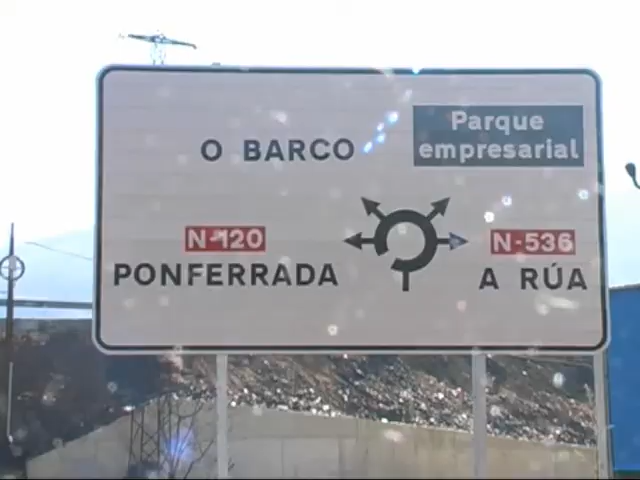 Parque
empresarial
O BARCO
N-120
PONFERRADA
N-536
A RÚA